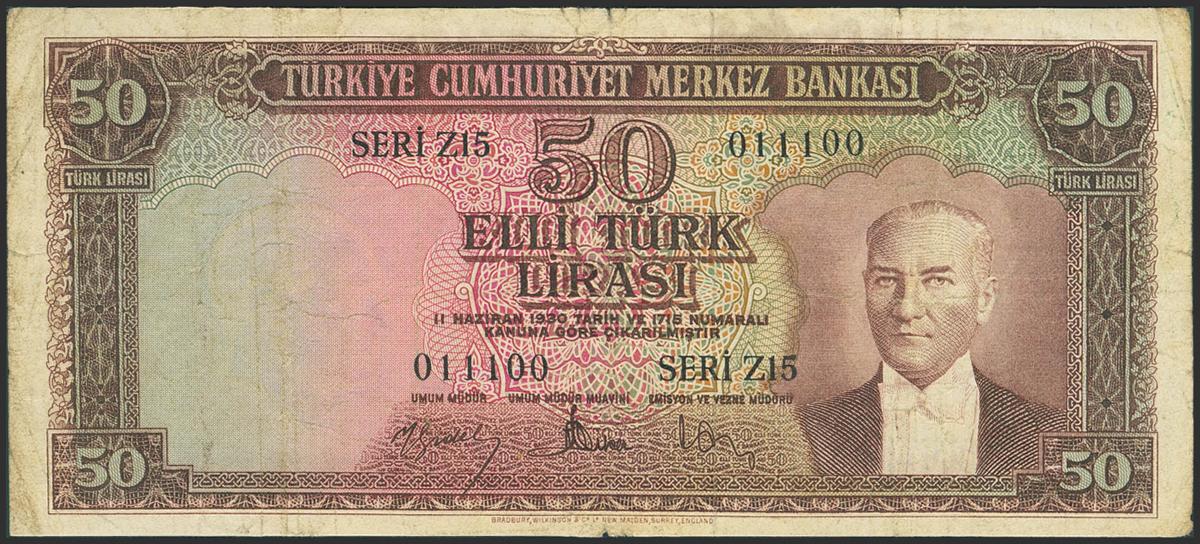 TÜRKİYE CUMHURİYET MERKEZ BANKASI
50 50
SERİ Z15 50 011100
TÜRK LİRASI TÜRK LİRASI
ELLİ TÜRK
LİRASI
11 HAZİRAN 1930 TARİH VE 1715 NUMARALI
KANUNA GÖRE ÇIKARILMIŞTIR
011100 SERİ Z15
UMUM MÜDÜR UMUM MÜDÜR MUAVİNİ EMİSYON VE VEZNE MÜDÜRÜ
50 50
BRADBURY, WILKINSON & Cº Lº NEW MALDEN, SURREY, ENGLAND